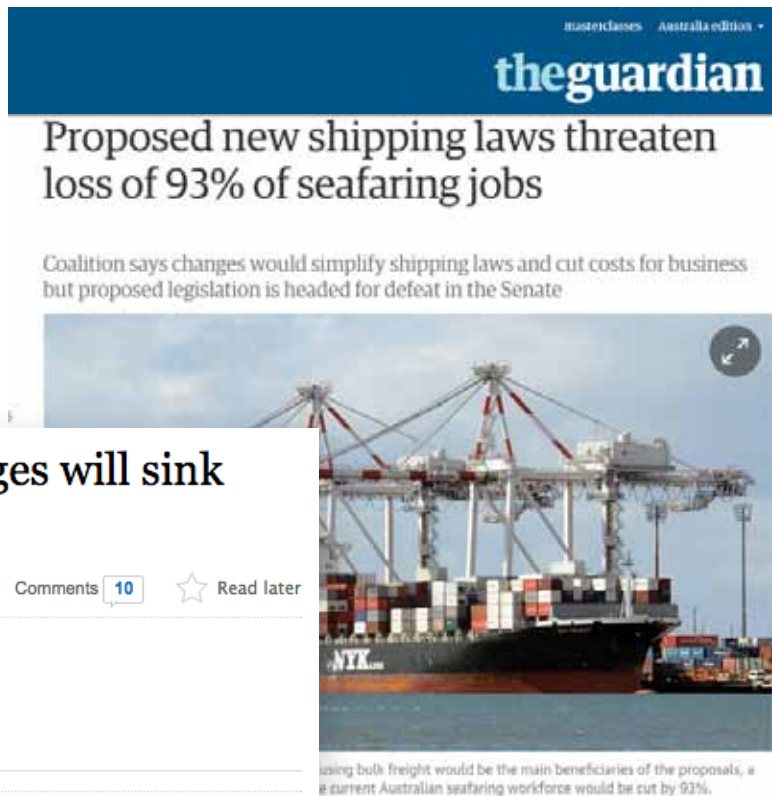 masterclasses Australia edition
theguardian
Proposed new shipping laws threaten
loss of 93% of seafaring jobs
Coalition says changes would simplify shipping laws and cut costs for business
but proposed legislation is headed for defeat in the Senate
ges will sink
Comments 10 Read later
NYK LINE
using bulk freight would be the main beneficiaries of the proposals, a
e current Australian seafaring workforce would be cut by 93%.